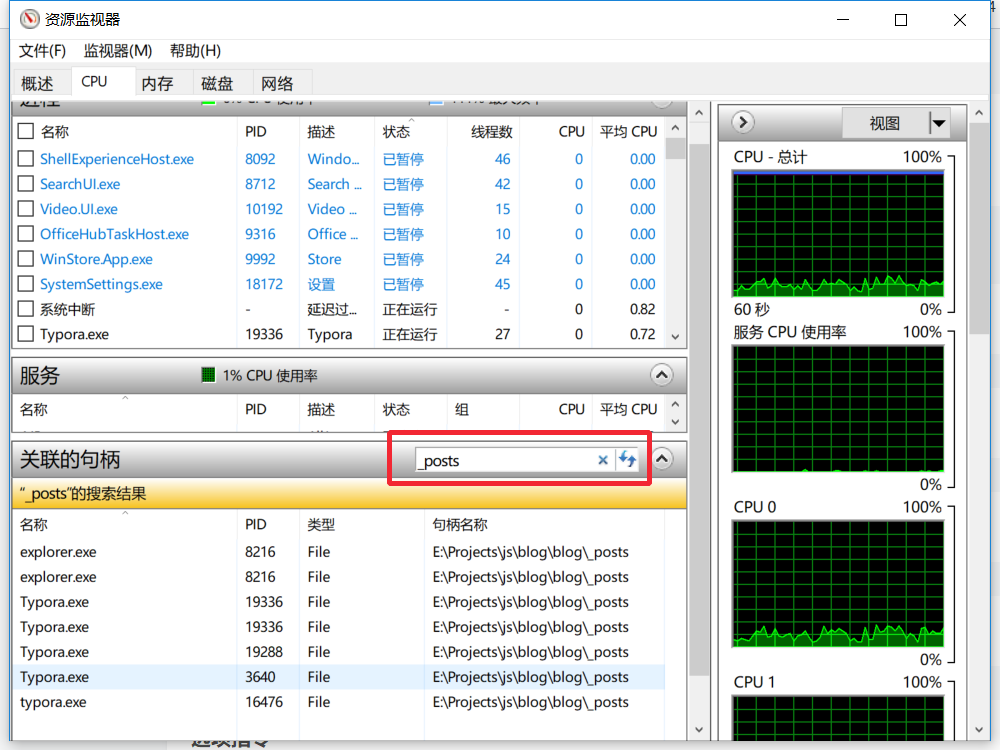 资源监视器
文件(F) 监视器(M) 帮助(H)
概述 CPU 内存 磁盘 网络
名称 PID 描述 状态 线程数 CPU 平均 CPU
ShellExperienceHost.exe 8092 Windo... 已暂停 46 0 0.00
SearchUI.exe 8712 Search ... 已暂停 42 0 0.00
Video.UI.exe 10192 Video ... 已暂停 15 0 0.00
OfficeHubTaskHost.exe 9316 Office ... 已暂停 10 0 0.00
WinStore.App.exe 9992 Store 已暂停 24 0 0.00
SystemSettings.exe 18172 设置 已暂停 45 0 0.00
系统中断 - 延迟过... 正在运行 - 0 0.82
Typora.exe 19336 Typora 正在运行 27 0 0.72
服务 1% CPU 使用率
名称 PID 描述 状态 组 CPU 平均 CPU
关联的句柄 _posts
“_posts”的搜索结果
名称 PID 类型 句柄名称
explorer.exe 8216 File E:\Projects\js\blog\blog\_posts
explorer.exe 8216 File E:\Projects\js\blog\blog\_posts
Typora.exe 19336 File E:\Projects\js\blog\blog\_posts
Typora.exe 19336 File E:\Projects\js\blog\blog\_posts
Typora.exe 19288 File E:\Projects\js\blog\blog\_posts
Typora.exe 3640 File E:\Projects\js\blog\blog\_posts
typora.exe 16476 File E:\Projects\js\blog\blog\_posts
视图
CPU - 总计 100%
60 秒 0%
服务 CPU 使用率 100%
0%
CPU 0 100%
0%
CPU 1 100%